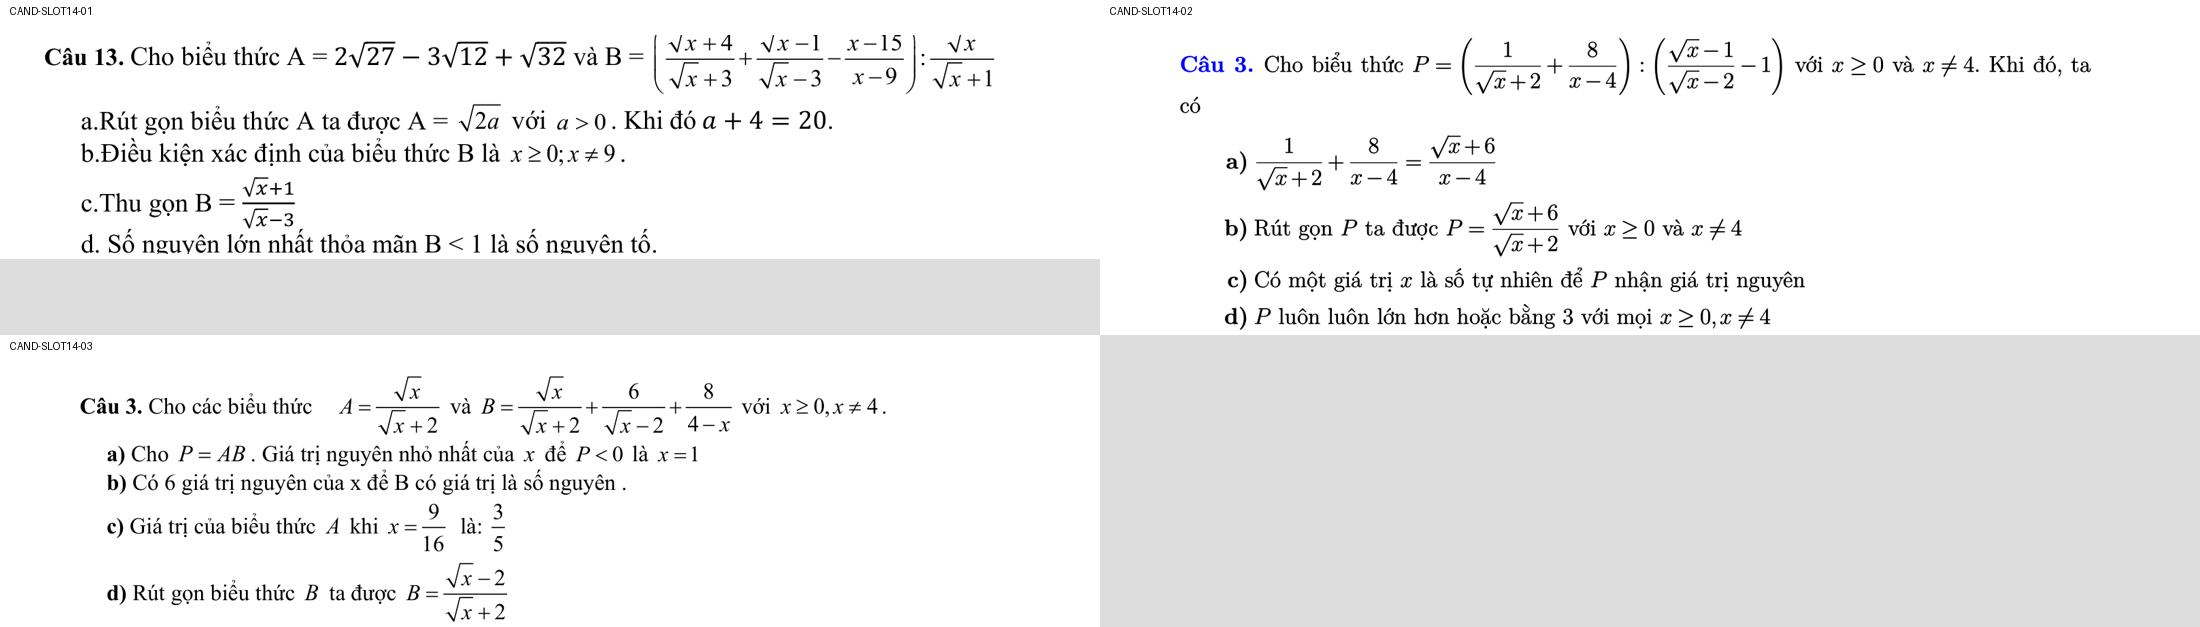 CAND-SLOT14-01
Câu 13. Cho biểu thức A = 2√27 − 3√12 + √32 và B = ( (√x+4)/(√x+3) + (√x−1)/(√x−3) − (x−15)/(x−9) ) : √x/(√x+1)
a.Rút gọn biểu thức A ta được A = √2a với a > 0. Khi đó a + 4 = 20.
b.Điều kiện xác định của biểu thức B là x ≥ 0; x ≠ 9.
c.Thu gọn B = (√x+1)/(√x−3)
d. Số nguyên lớn nhất thỏa mãn B < 1 là số nguyên tố.
CAND-SLOT14-02
Câu 3. Cho biểu thức P = ( 1/(√x+2) + 8/(x−4) ) : ( (√x−1)/(√x−2) − 1 ) với x ≥ 0 và x ≠ 4. Khi đó, ta
có
a) 1/(√x+2) + 8/(x−4) = (√x+6)/(x−4)
b) Rút gọn P ta được P = (√x+6)/(√x+2) với x ≥ 0 và x ≠ 4
c) Có một giá trị x là số tự nhiên để P nhận giá trị nguyên
d) P luôn luôn lớn hơn hoặc bằng 3 với mọi x ≥ 0, x ≠ 4
CAND-SLOT14-03
Câu 3. Cho các biểu thức A = √x/(√x+2) và B = √x/(√x+2) + 6/(√x−2) + 8/(4−x) với x ≥ 0, x ≠ 4.
a) Cho P = AB. Giá trị nguyên nhỏ nhất của x để P < 0 là x = 1
b) Có 6 giá trị nguyên của x để B có giá trị là số nguyên .
c) Giá trị của biểu thức A khi x = 9/16 là: 3/5
d) Rút gọn biểu thức B ta được B = (√x−2)/(√x+2)